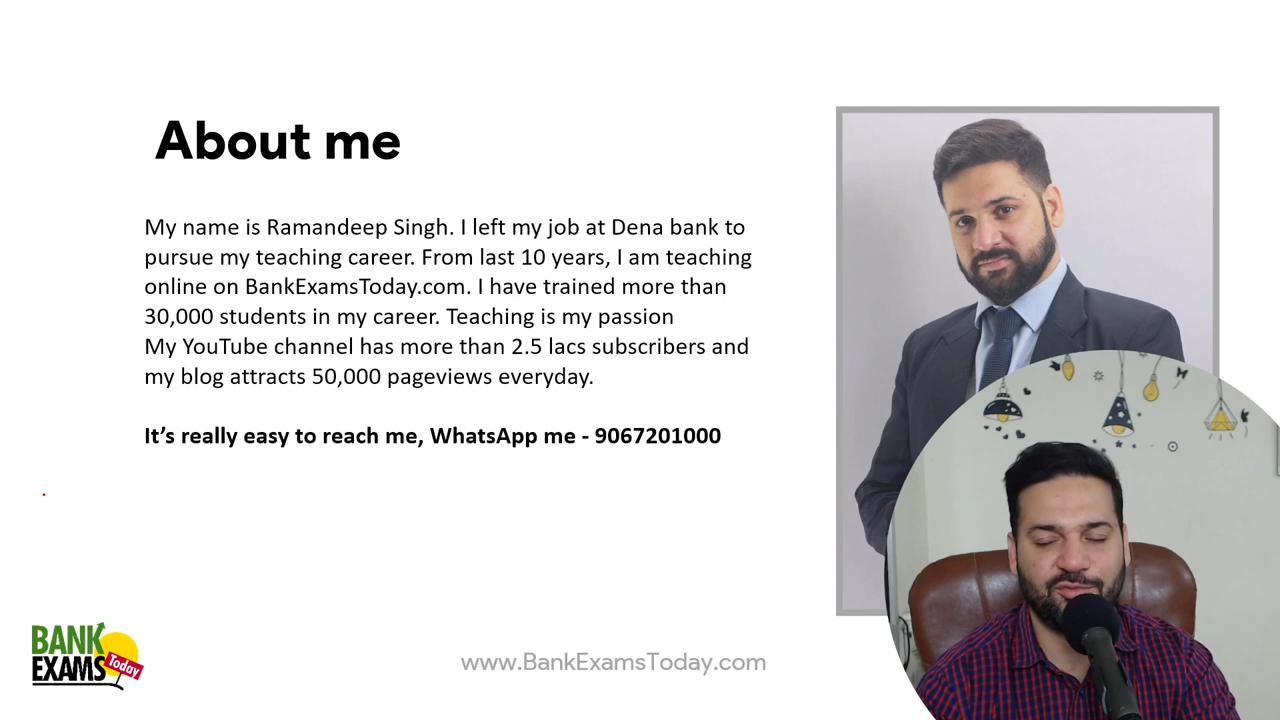 About me
My name is Ramandeep Singh. I left my job at Dena bank to
pursue my teaching career. From last 10 years, I am teaching
online on BankExamsToday.com. I have trained more than
30,000 students in my career. Teaching is my passion
My YouTube channel has more than 2.5 lacs subscribers and
my blog attracts 50,000 pageviews everyday.
It’s really easy to reach me, WhatsApp me - 9067201000
BANK
EXAMS
Today
www.BankExamsToday.com